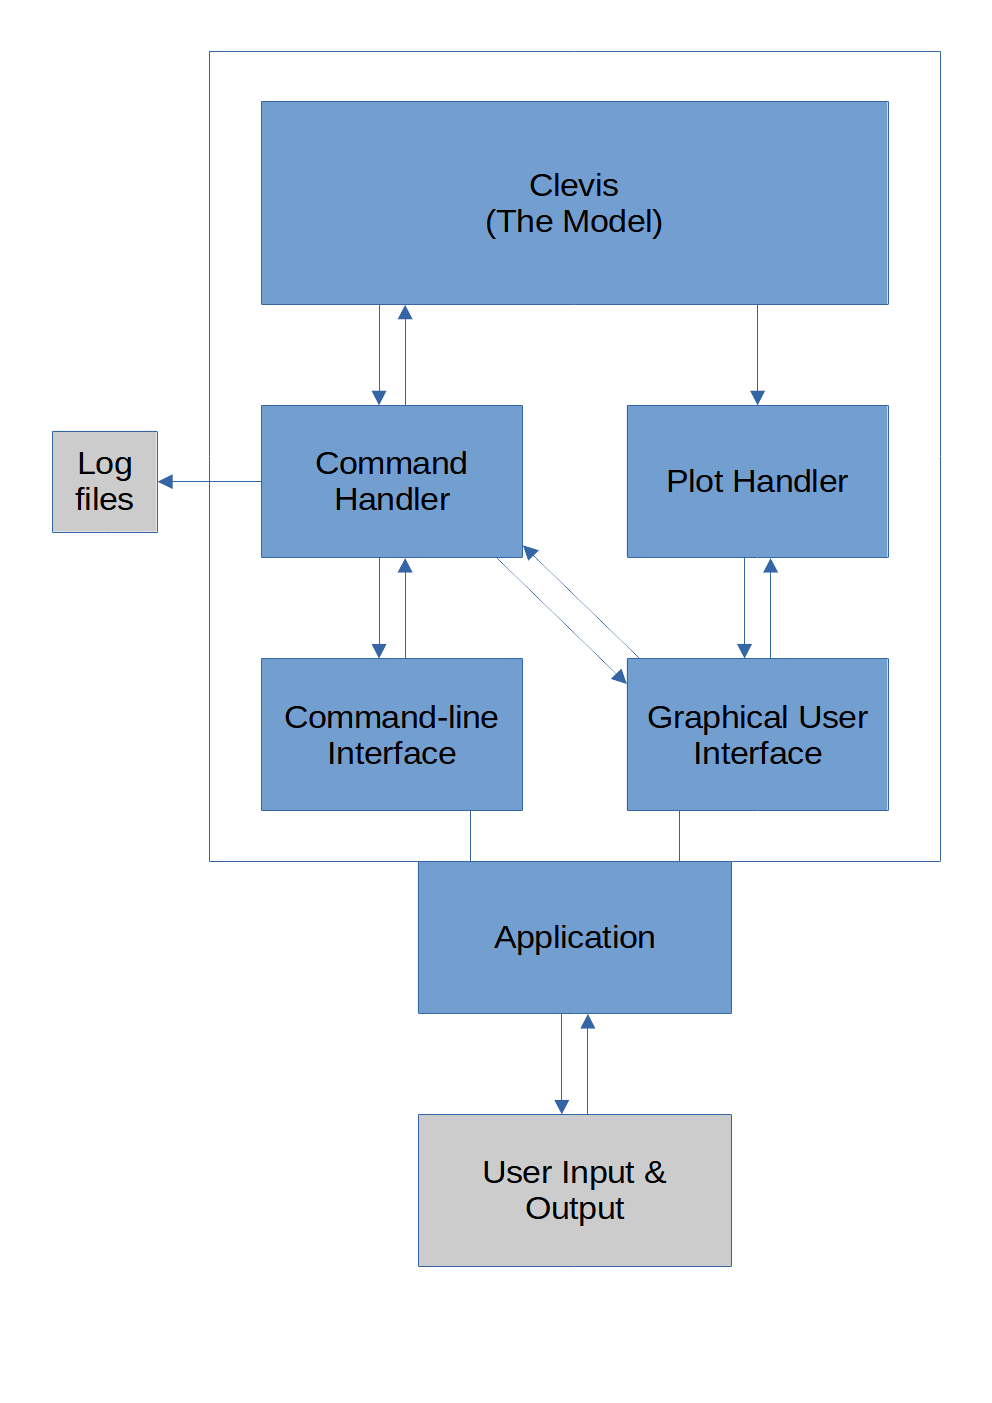 Clevis
(The Model)
Log
files
Command
Handler
Plot Handler
Command-line
Interface
Graphical User
Interface
Application
User Input &
Output